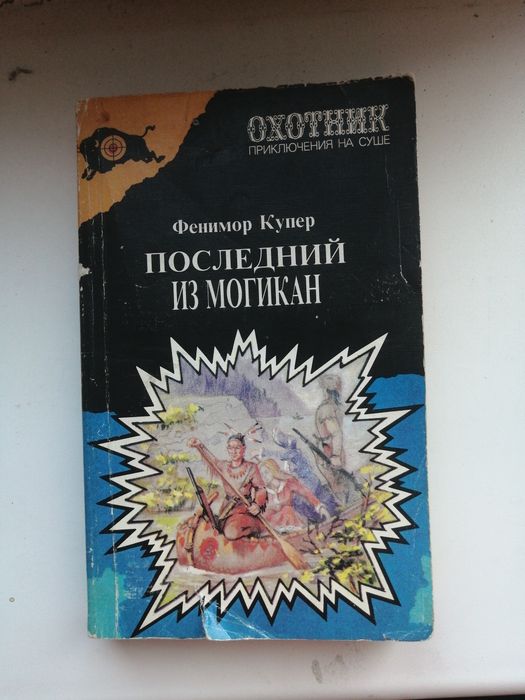 ОХОТНИК
ПРИКЛЮЧЕНИЯ НА СУШЕ
Фенимор Купер
ПОСЛЕДНИЙ
ИЗ МОГИКАН